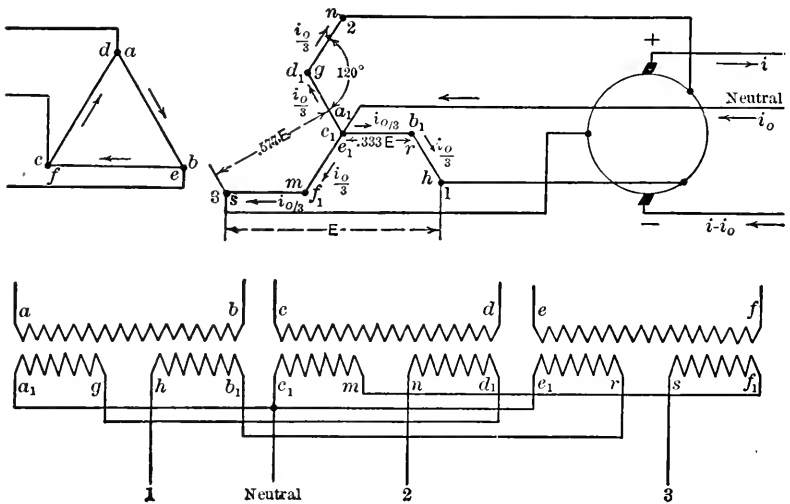 n
2
i₀/3
+
d a
i
d₁ g
120°
i₀/3
Neutral
a₁
.577E
i₀/3
b₁
i₀
c₁
e₁
.333 E
r
i₀/3
c
f
b
e
i₀/3
m
f₁
h
1
3
s
i₀/3
E
−
i-i₀
a b c d e f
a₁ g h b₁ c₁ m n d₁ e₁ r s f₁
1 Neutral 2 3